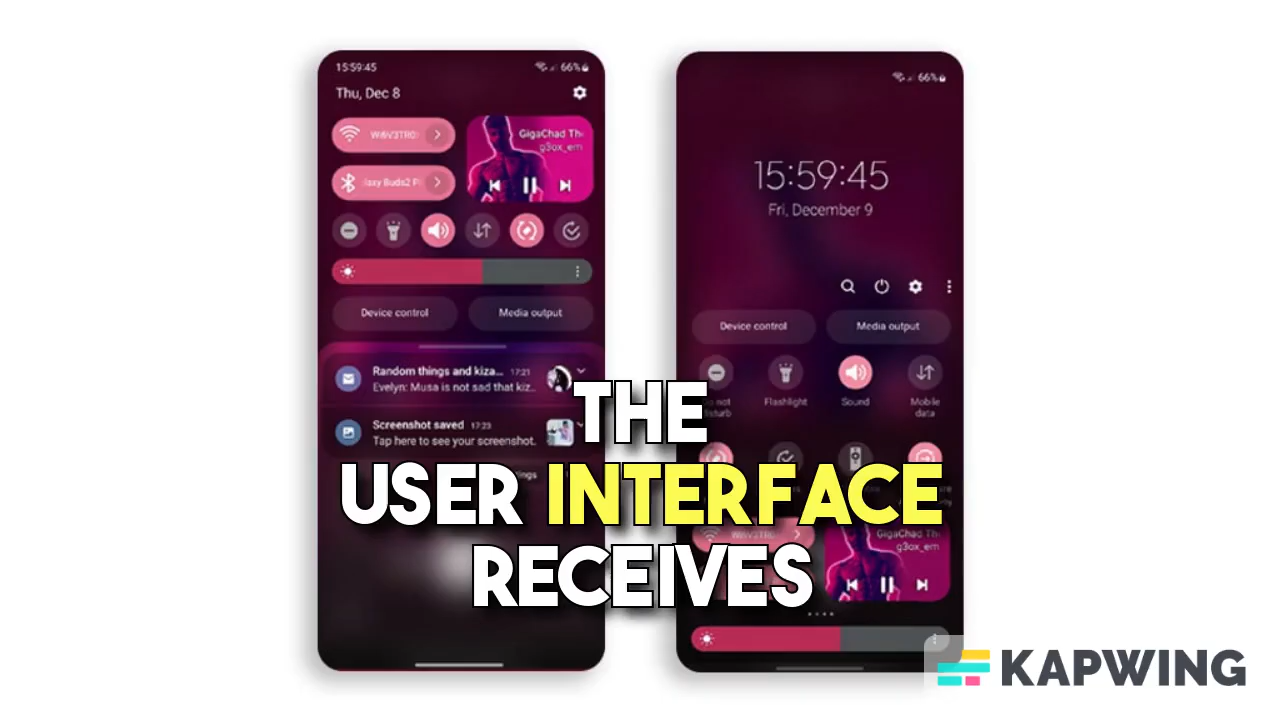 15:59:45
66%
Thu, Dec 8
GigaChad Th
g3ox_em
Device control
Media output
Random things and kiza... 17:21
Evelyn: Musa is not sad that kiz..
Screenshot saved 17:23
Tap here to see your screenshot.
66%
15:59:45
Fri, December 9
Device control
Media output
Flashlight
Sound
Mobile
data
GigaChad Th
g3ox_em
THE
USER INTERFACE
RECEIVES
KAPWING